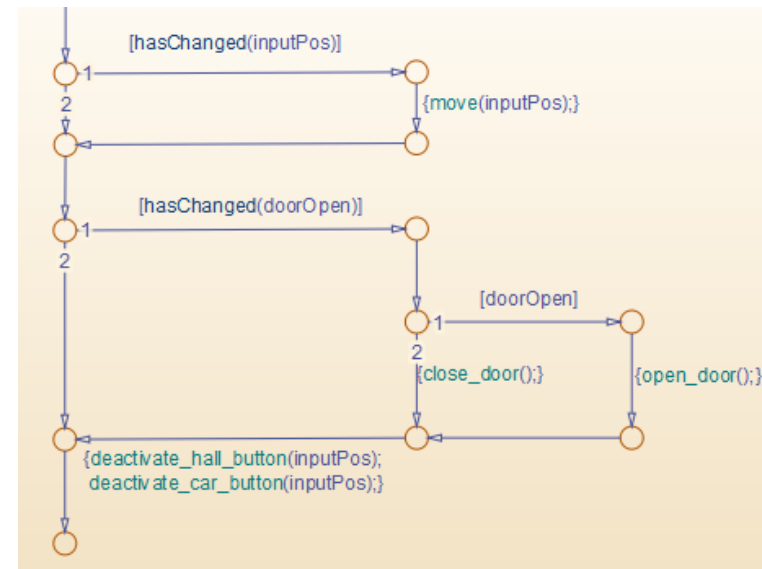 [hasChanged(inputPos)]
1
2
{move(inputPos);}
[hasChanged(doorOpen)]
1
2
[doorOpen]
1
2
{close_door();}
{open_door();}
{deactivate_hall_button(inputPos);
deactivate_car_button(inputPos);}